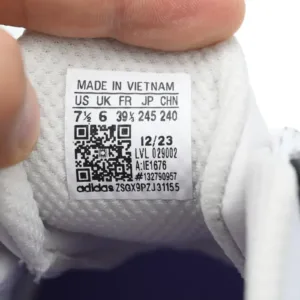 MADE IN VIETNAM
US UK FR JP CHN
7½ 6 39⅓ 245 240
12/23
LVL 029002
A:IE1676
#132790957
adidas ZSGX9PZJ31155